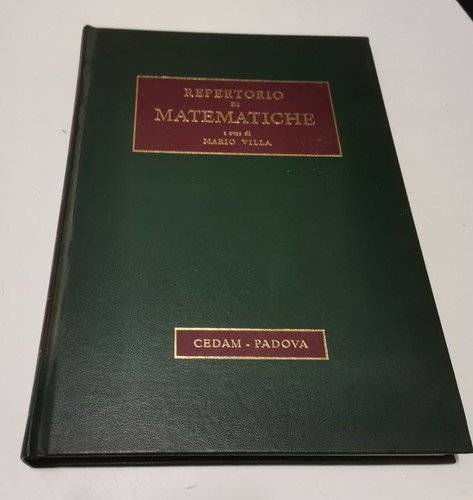 REPERTORIO
DI
MATEMATICHE
a cura di
MARIO VILLA
CEDAM - PADOVA